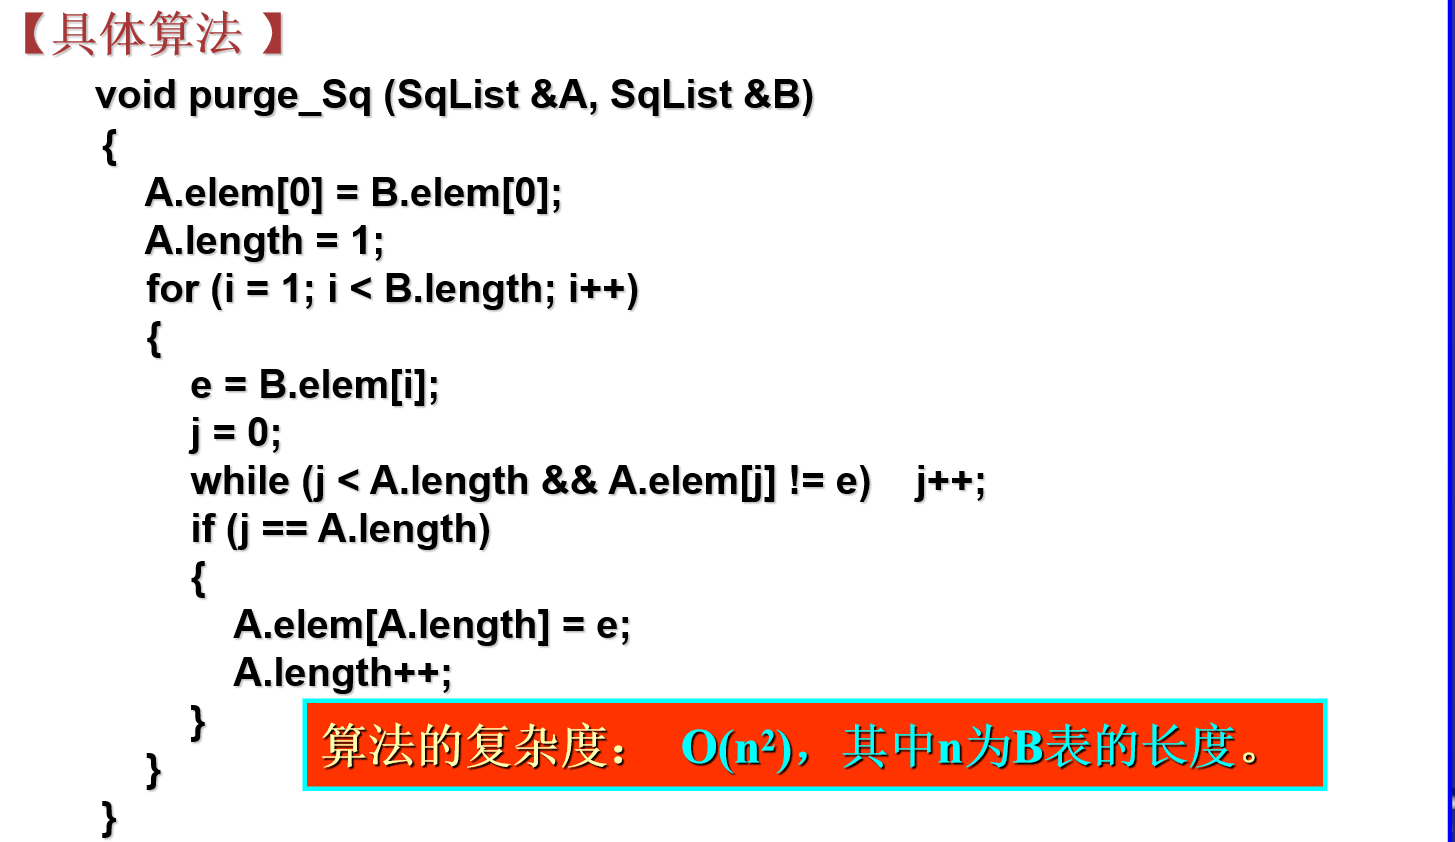 【具体算法 】
void purge_Sq (SqList &A, SqList &B)
{
A.elem[0] = B.elem[0];
A.length = 1;
for (i = 1; i < B.length; i++)
{
e = B.elem[i];
j = 0;
while (j < A.length && A.elem[j] != e) j++;
if (j == A.length)
{
A.elem[A.length] = e;
A.length++;
}
算法的复杂度： O(n²)，其中n为B表的长度。
}
}